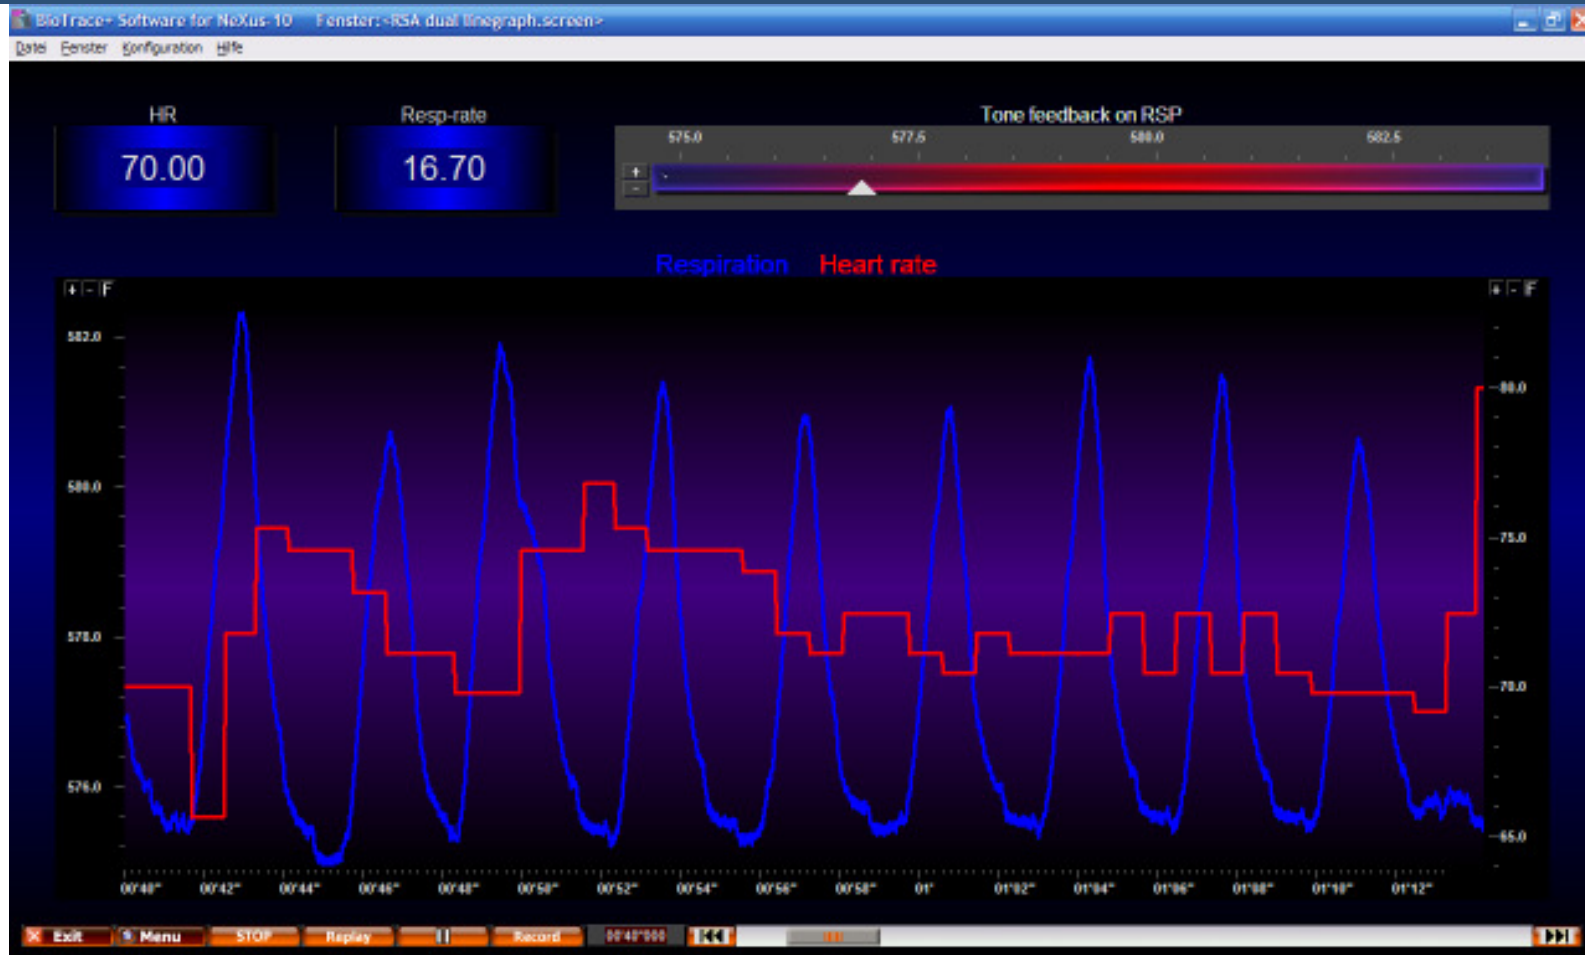 BioTrace+ Software for NeXus-10 Fenster: <RSA dual linegraph.screen>
Datei Fenster Konfiguration Hilfe
HR Resp-rate Tone feedback on RSP
575.0 577.5 580.0 582.5
70.00 16.70
+
-
Respiration Heart rate
+ - F + - F
582.0
80.0
580.0
75.0
578.0
70.0
576.0
65.0
00'40" 00'42" 00'44" 00'46" 00'48" 00'50" 00'52" 00'54" 00'56" 00'58" 01' 01'02" 01'04" 01'06" 01'08" 01'10" 01'12"
Exit Menu STOP Replay Record 00'40"000